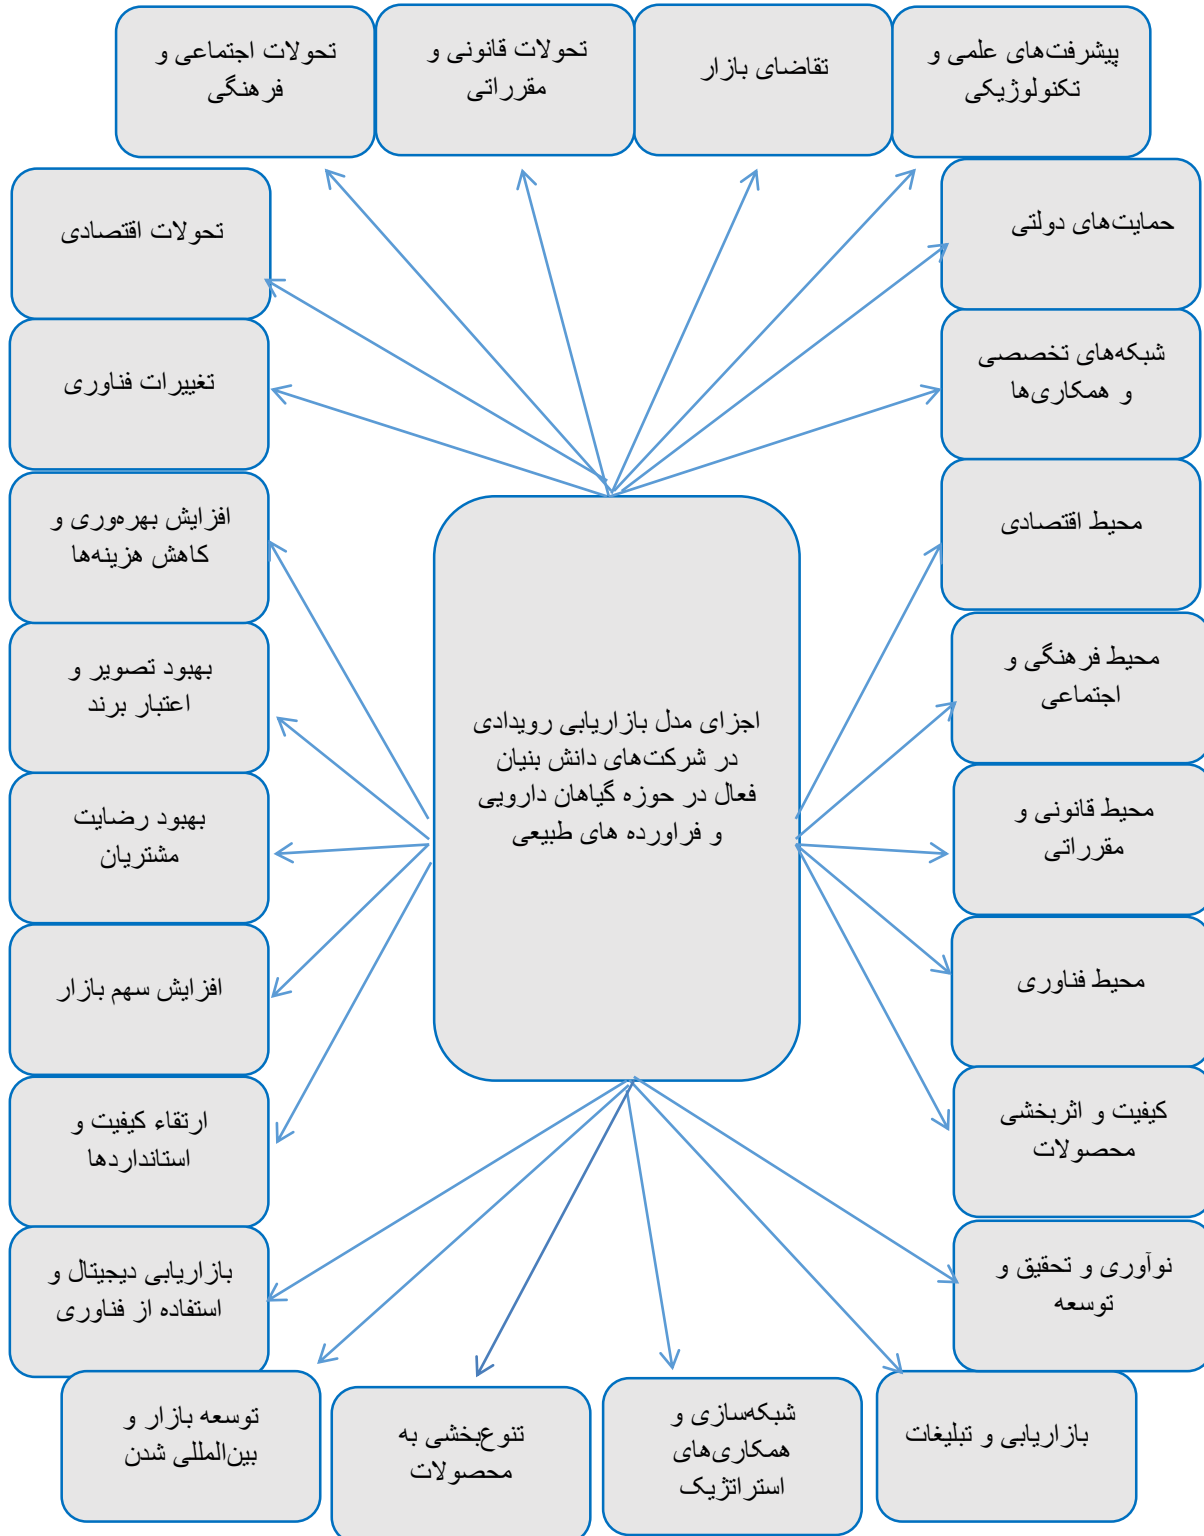 پیشرفت‌های علمی و
تکنولوژیکی
تقاضای بازار
تحولات قانونی و
مقرراتی
تحولات اجتماعی و
فرهنگی
حمایت‌های دولتی
تحولات اقتصادی
شبکه‌های تخصصی
و همکاری‌ها
تغییرات فناوری
محیط اقتصادی
افزایش بهره‌وری و
کاهش هزینه‌ها
محیط فرهنگی و
اجتماعی
بهبود تصویر و
اعتبار برند
اجزای مدل بازاریابی رویدادی
در شرکت‌های دانش بنیان
فعال در حوزه گیاهان دارویی
و فراورده های طبیعی
محیط قانونی و
مقرراتی
بهبود رضایت
مشتریان
محیط فناوری
افزایش سهم بازار
کیفیت و اثربخشی
محصولات
ارتقاء کیفیت و
استانداردها
نوآوری و تحقیق و
توسعه
بازاریابی دیجیتال و
استفاده از فناوری
بازاریابی و تبلیغات
شبکه‌سازی و
همکاری‌های
استراتژیک
تنوع‌بخشی به
محصولات
توسعه بازار و
بین‌المللی شدن